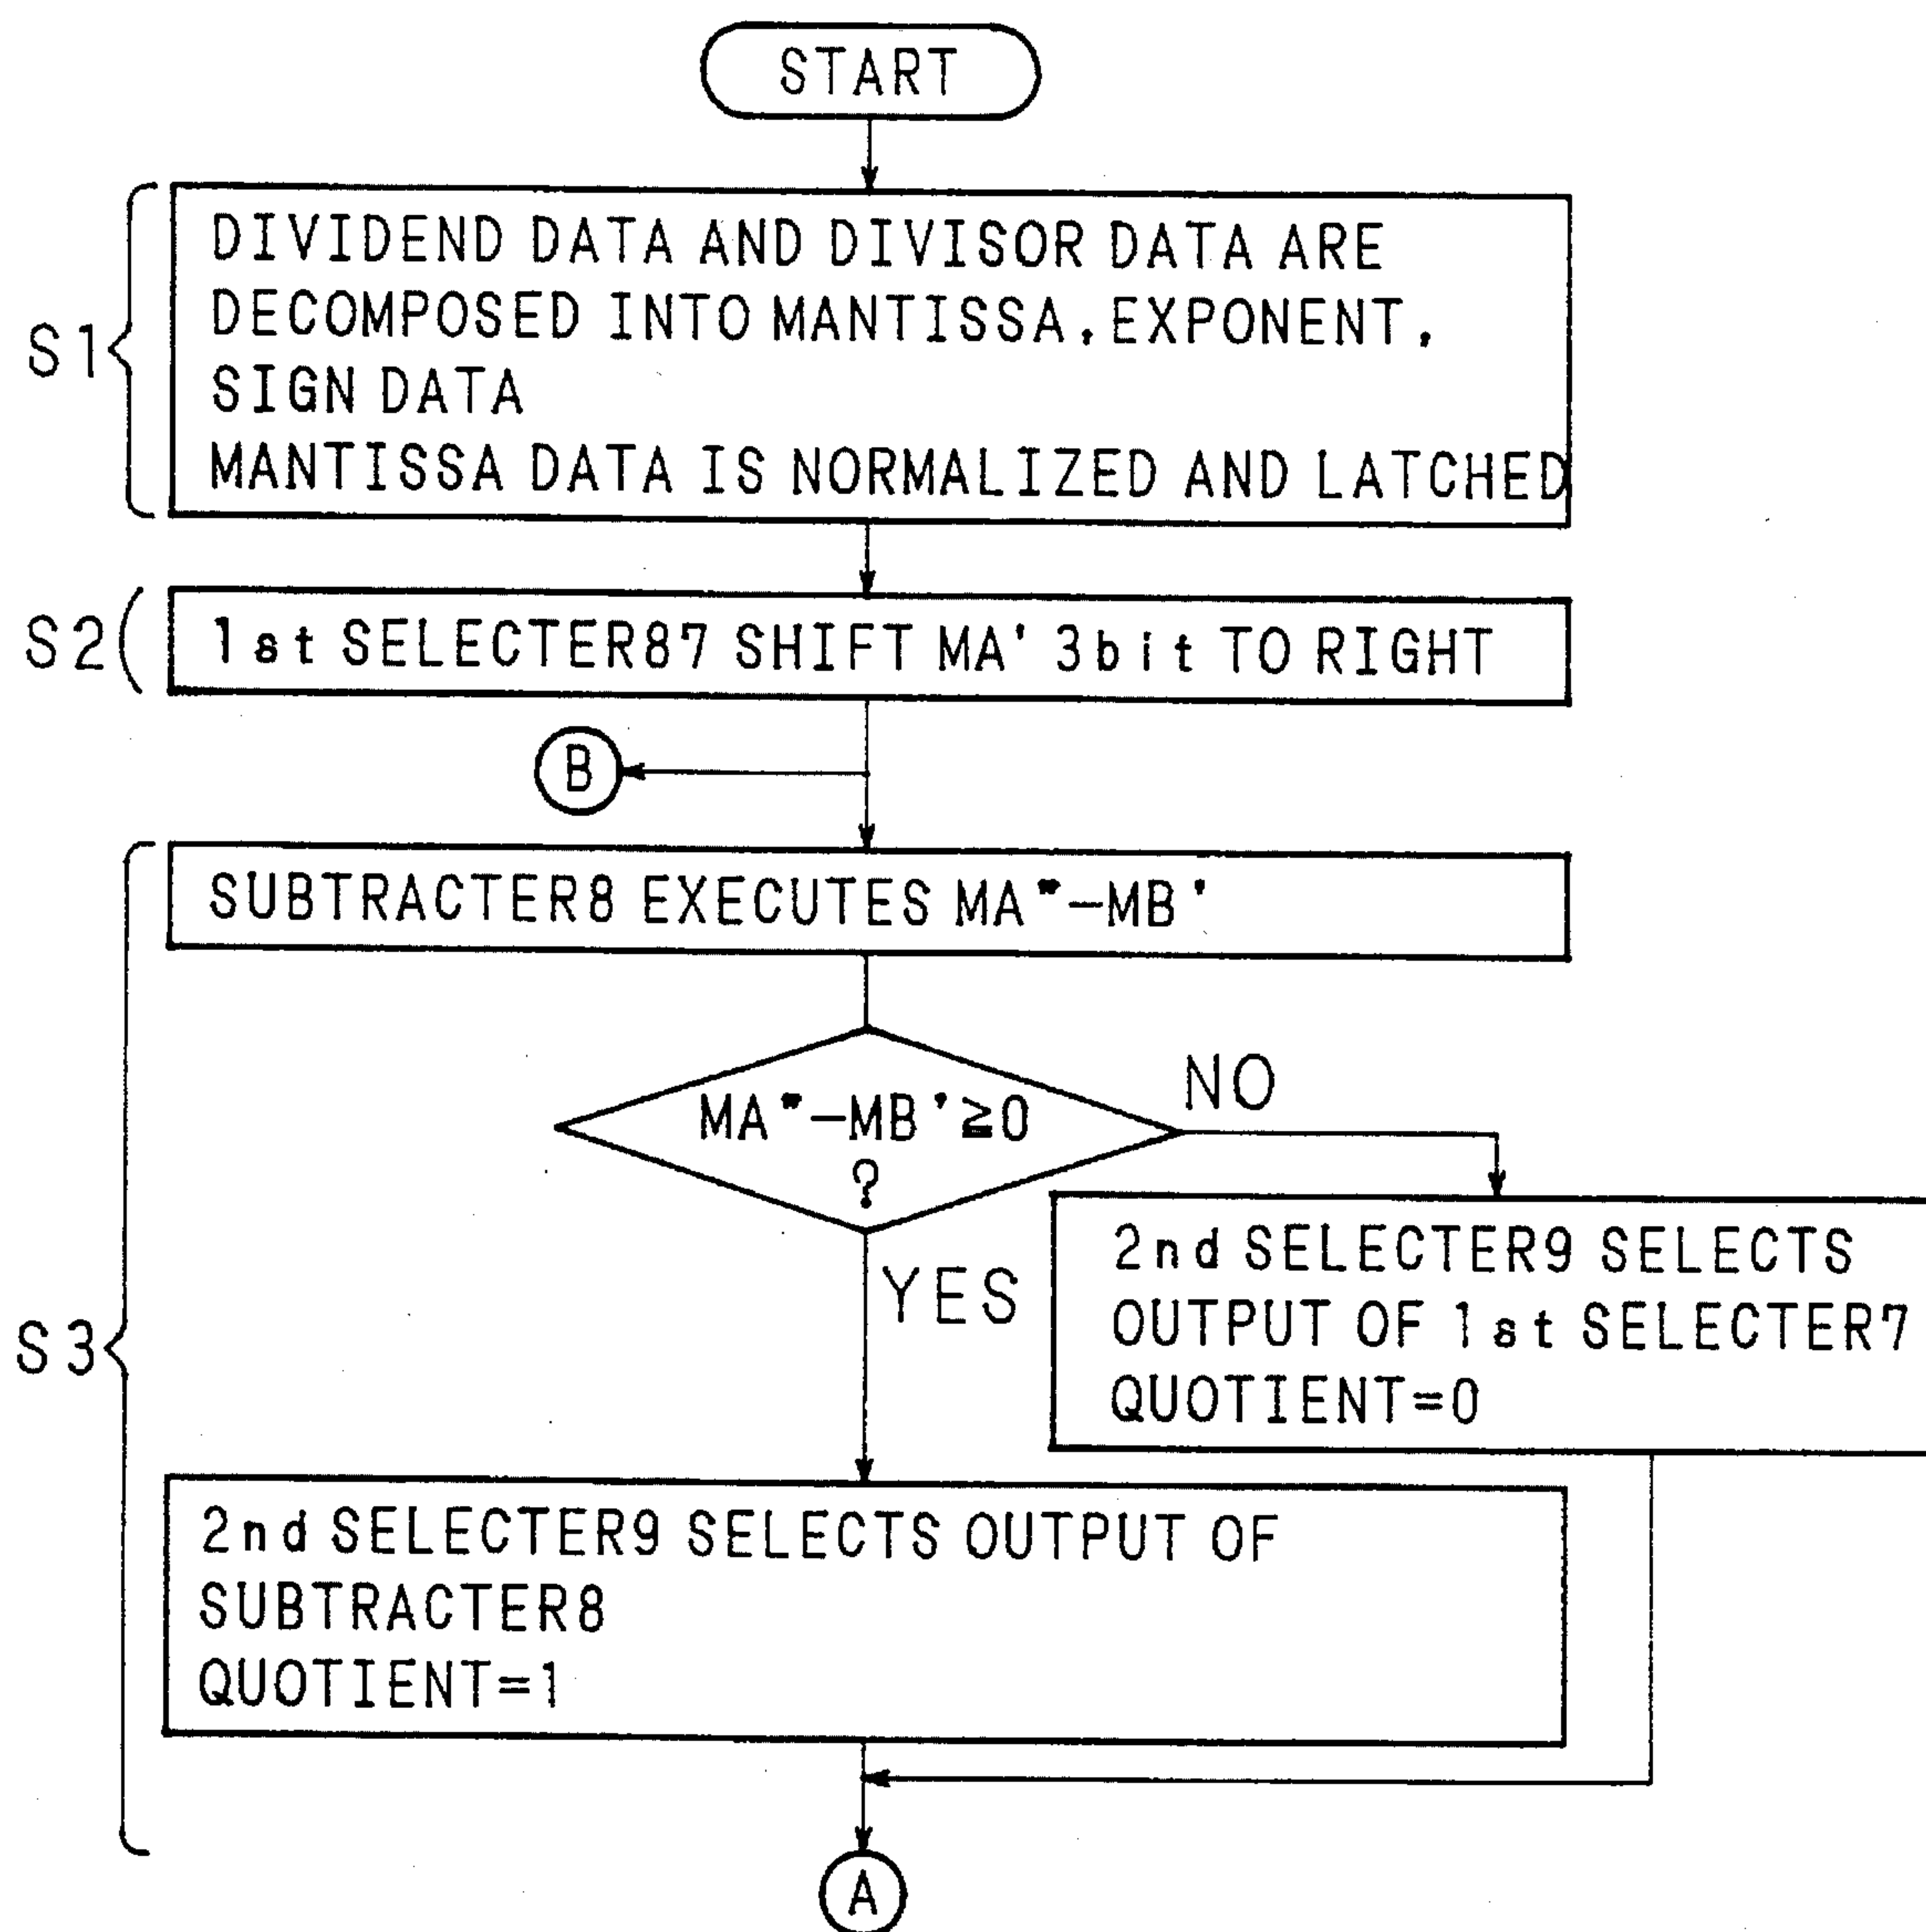 START
S1
DIVIDEND DATA AND DIVISOR DATA ARE
DECOMPOSED INTO MANTISSA, EXPONENT,
SIGN DATA
MANTISSA DATA IS NORMALIZED AND LATCHED
S2
1st SELECTER87 SHIFT MA' 3bit TO RIGHT
B
S3
SUBTRACTER8 EXECUTES MA"-MB'
MA"-MB'≧0
?
NO
YES
2nd SELECTER9 SELECTS
OUTPUT OF 1st SELECTER7
QUOTIENT=0
2nd SELECTER9 SELECTS OUTPUT OF
SUBTRACTER8
QUOTIENT=1
A